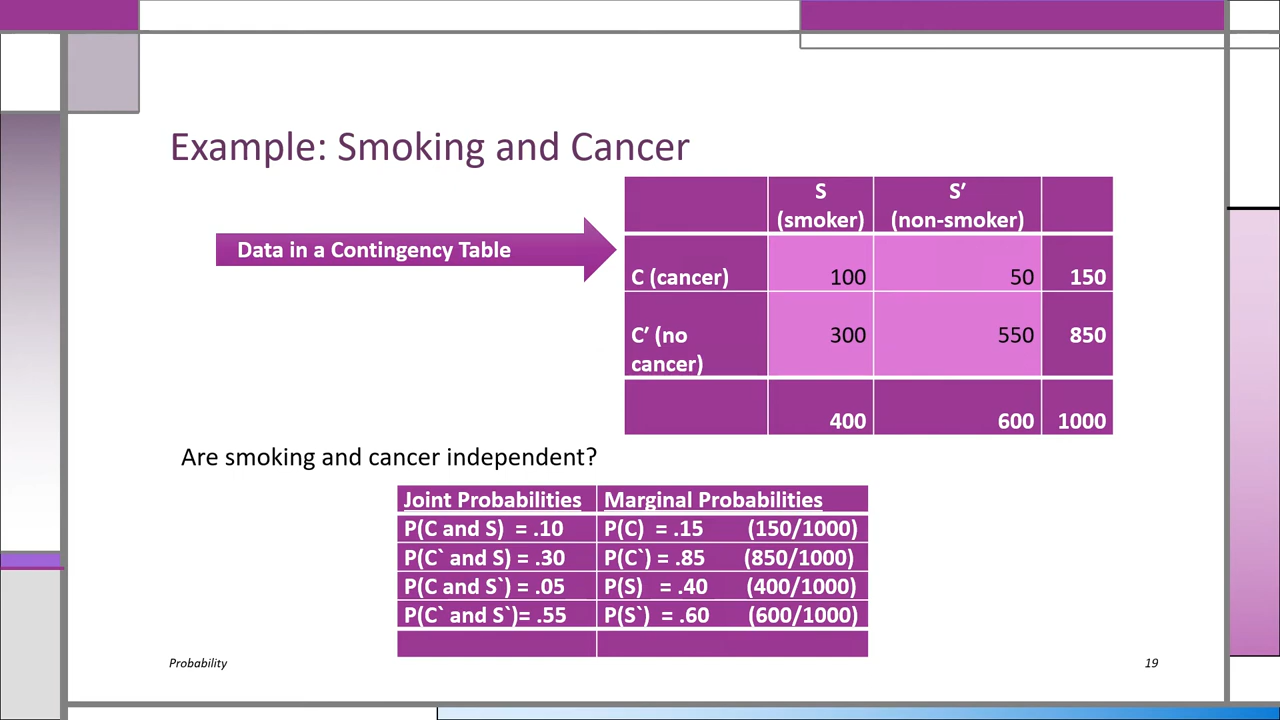 Example: Smoking and Cancer
Data in a Contingency Table
S (smoker) S′ (non-smoker)
C (cancer) 100 50 150
C′ (no cancer) 300 550 850
400 600 1000
Are smoking and cancer independent?
Joint Probabilities Marginal Probabilities
P(C and S) = .10 P(C) = .15 (150/1000)
P(C` and S) = .30 P(C`) = .85 (850/1000)
P(C and S`) = .05 P(S) = .40 (400/1000)
P(C` and S`)= .55 P(S`) = .60 (600/1000)
Probability
19